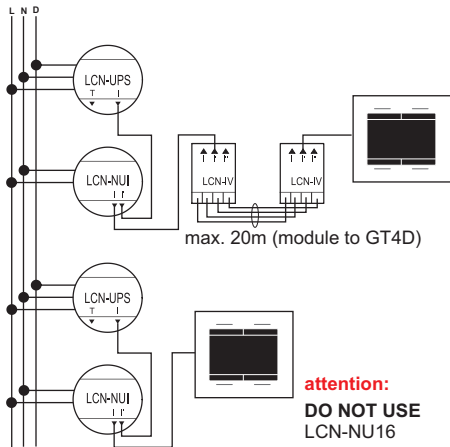 L N D
LCN-UPS
T I
LCN-NUI
I I'
LCN-IV
LCN-IV
max. 20m (module to GT4D)
LCN-UPS
T I
LCN-NUI
I I'
attention:
DO NOT USE
LCN-NU16